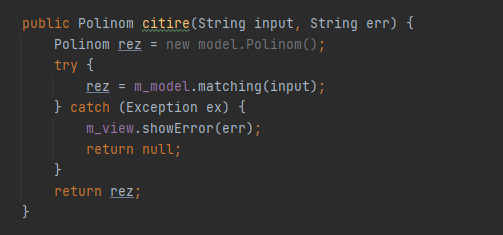 public Polinom citire(String input, String err) {
Polinom rez = new model.Polinom();
try {
rez = m_model.matching(input);
} catch (Exception ex) {
m_view.showError(err);
return null;
}
return rez;
}